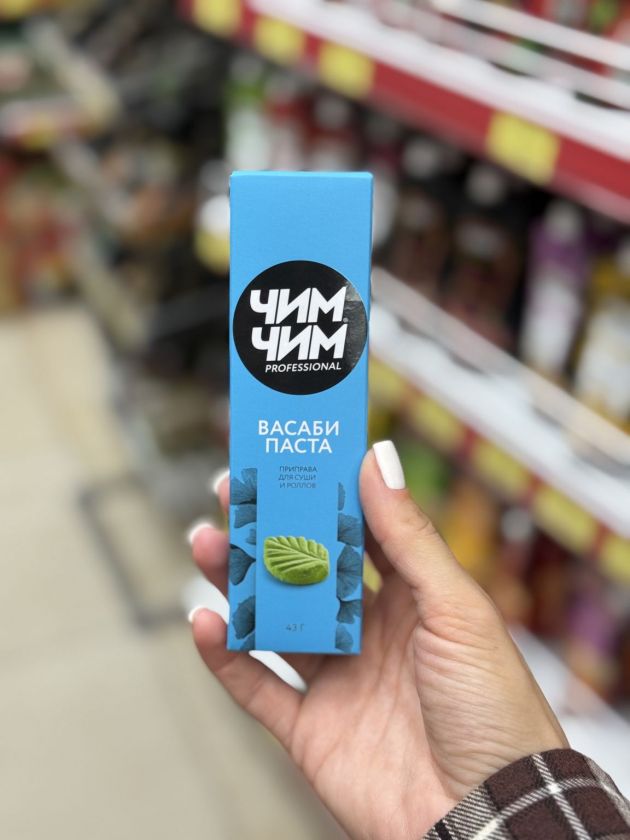 ЧИМ
ЧИМ
PROFESSIONAL
ВАСАБИ
ПАСТА
ПРИПРАВА
ДЛЯ СУШИ
И РОЛЛОВ
43 Г